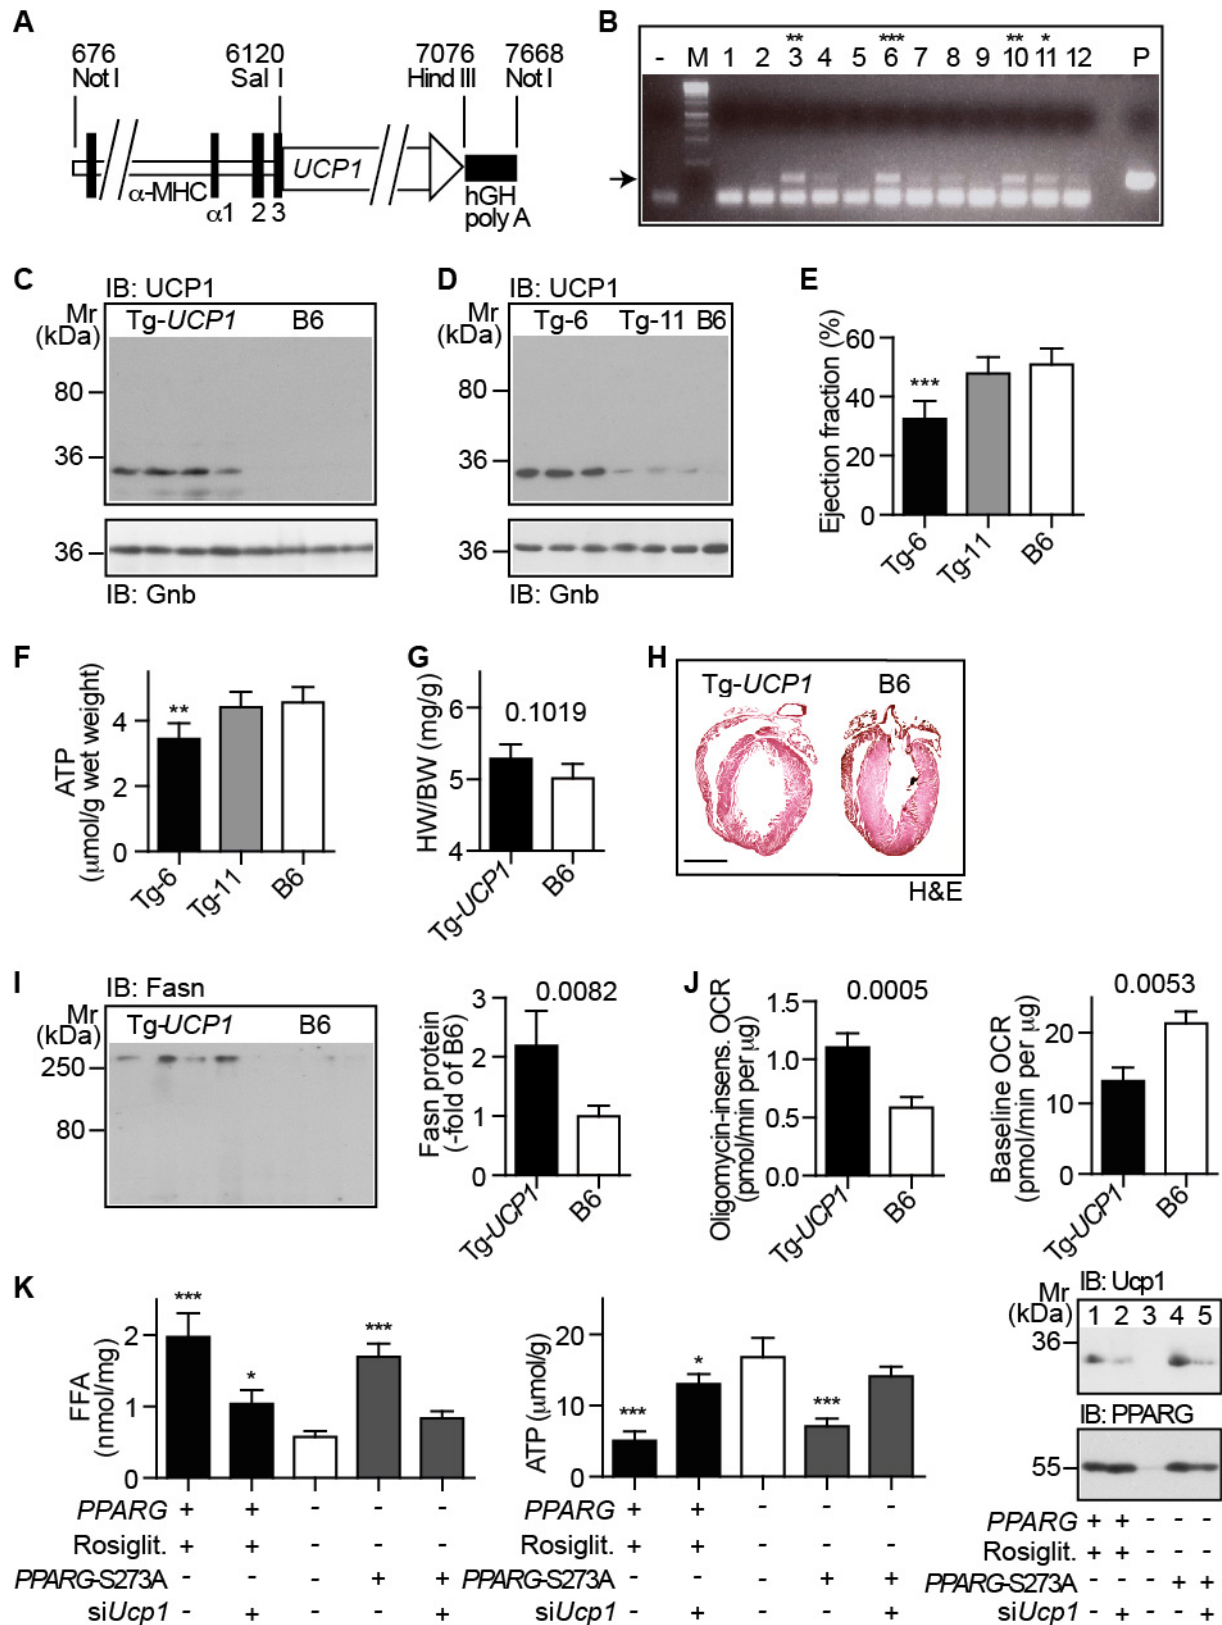 A
676 6120 7076 7668
Not I Sal I Hind III Not I
UCP1
α-MHC
α1 2 3
hGH
poly A
B
** *** ** *
- M 1 2 3 4 5 6 7 8 9 10 11 12 P
C
IB: UCP1
Mr
(kDa)
Tg-UCP1 B6
80
36
36
IB: Gnb
D
IB: UCP1
Mr
(kDa)
Tg-6 Tg-11 B6
80
36
36
IB: Gnb
E
Ejection fraction (%)
60
40
20
0
***
Tg-6 Tg-11 B6
F
ATP
(μmol/g wet weight)
4
2
0
**
Tg-6 Tg-11 B6
G
HW/BW (mg/g)
6
5
4
0.1019
Tg-UCP1 B6
H
Tg-UCP1 B6
H&E
I
IB: Fasn
Mr
(kDa)
Tg-UCP1 B6
250
80
Fasn protein
(-fold of B6)
3
2
1
0
0.0082
Tg-UCP1 B6
J
Oligomycin-insens. OCR
(pmol/min per μg)
1.5
1.0
0.5
0.0
0.0005
Tg-UCP1 B6
Baseline OCR
(pmol/min per μg)
20
10
0
0.0053
Tg-UCP1 B6
K
FFA
(nmol/mg)
2
1
0
*** * ***
PPARG + + - - -
Rosiglit. + + - - -
PPARG-S273A - - - + +
siUcp1 - + - - +
ATP (μmol/g)
20
10
0
*** * ***
+ + - - -
+ + - - -
PPARG-S273A - - - + +
siUcp1 - + - - +
IB: Ucp1
Mr
(kDa)
1 2 3 4 5
36
IB: PPARG
55
PPARG + + - - -
Rosiglit. + + - - -
PPARG-S273A - - - + +
siUcp1 - + - - +